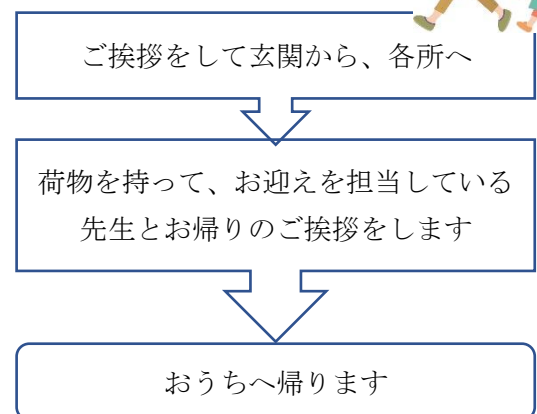 ご挨拶をして玄関から、各所へ
荷物を持って、お迎えを担当している
先生とお帰りのご挨拶をします
おうちへ帰ります